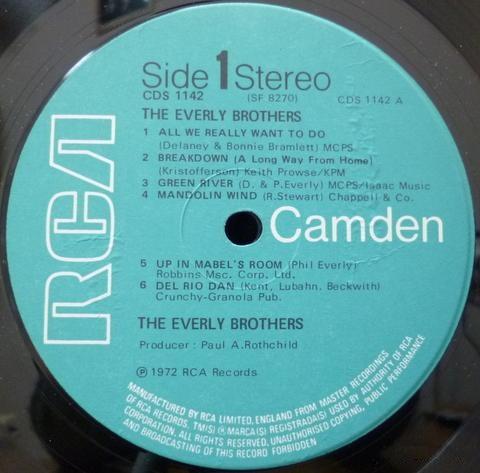 RCA
Side 1 Stereo
CDS 1142 (SF 8270) CDS 1142 A
THE EVERLY BROTHERS
1 ALL WE REALLY WANT TO DO
(Delaney & Bonnie Bramlett) MCPS
2 BREAKDOWN (A Long Way From Home)
(Kristofferson) Keith Prowse/KPM
3 GREEN RIVER (D. & P. Everly) MCPS/Isaac Music
4 MANDOLIN WIND (R.Stewart) Chappell & Co.
Camden
5 UP IN MABEL'S ROOM (Phil Everly)
Robbins Msc. Corp. Ltd.
6 DEL RIO DAN (Kent, Lubahn. Beckwith)
Crunchy-Granola Pub.
THE EVERLY BROTHERS
Producer : Paul A.Rothchild
℗ 1972 RCA Records
MANUFACTURED BY RCA LIMITED, ENGLAND FROM MASTER RECORDINGS
OF RCA RECORDS, TM(S) ® MARCA(S) REGISTRADA(S) USED BY AUTHORITY OF RCA
CORPORATION. ALL RIGHTS RESERVED. UNAUTHORISED COPYING, PUBLIC PERFORMANCE
AND BROADCASTING OF THIS RECORD FORBIDDEN